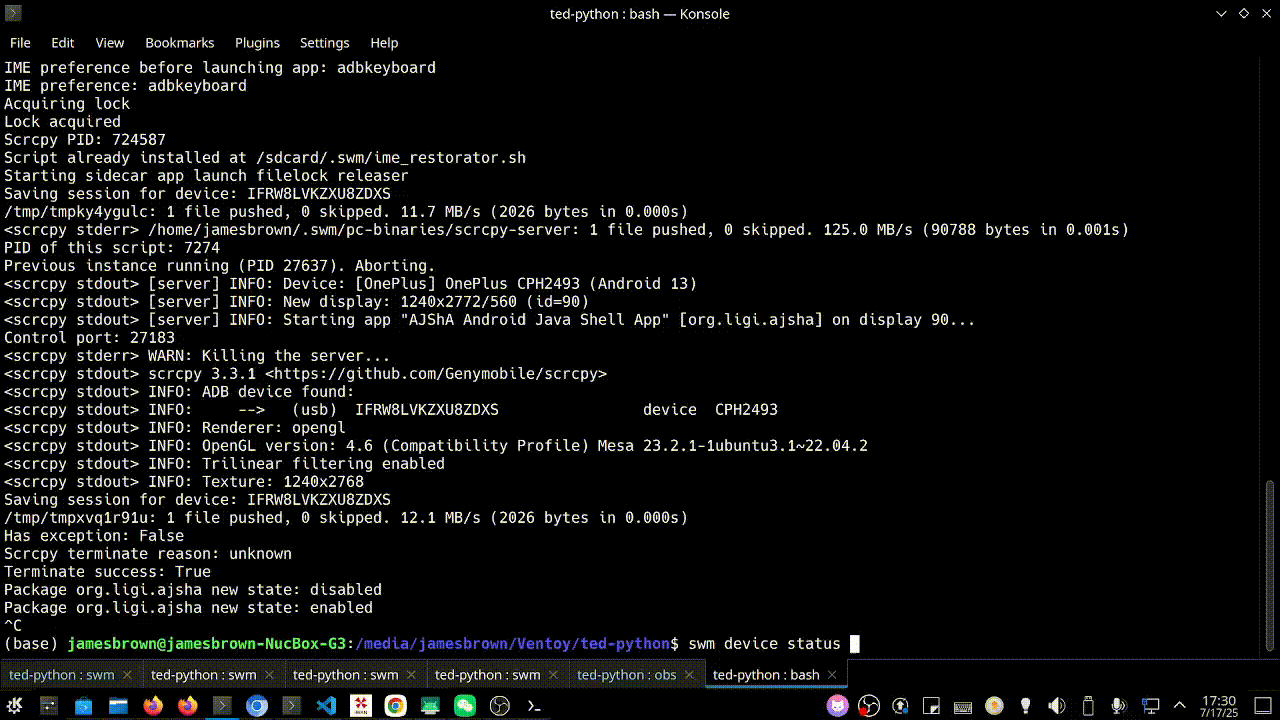 ted-python : bash — Konsole
File Edit View Bookmarks Plugins Settings Help
IME preference before launching app: adbkeyboard
IME preference: adbkeyboard
Acquiring lock
Lock acquired
Scrcpy PID: 724587
Script already installed at /sdcard/.swm/ime_restorator.sh
Starting sidecar app launch filelock releaser
Saving session for device: IFRW8LVKZXU8ZDXS
/tmp/tmpky4ygulc: 1 file pushed, 0 skipped. 11.7 MB/s (2026 bytes in 0.000s)
<scrcpy stderr> /home/jamesbrown/.swm/pc-binaries/scrcpy-server: 1 file pushed, 0 skipped. 125.0 MB/s (90788 bytes in 0.001s)
PID of this script: 7274
Previous instance running (PID 27637). Aborting.
<scrcpy stdout> [server] INFO: Device: [OnePlus] OnePlus CPH2493 (Android 13)
<scrcpy stdout> [server] INFO: New display: 1240x2772/560 (id=90)
<scrcpy stdout> [server] INFO: Starting app "AJShA Android Java Shell App" [org.ligi.ajsha] on display 90...
Control port: 27183
<scrcpy stderr> WARN: Killing the server...
<scrcpy stdout> scrcpy 3.3.1 <https://github.com/Genymobile/scrcpy>
<scrcpy stdout> INFO: ADB device found:
<scrcpy stdout> INFO:     -->   (usb)  IFRW8LVKZXU8ZDXS                device  CPH2493
<scrcpy stdout> INFO: Renderer: opengl
<scrcpy stdout> INFO: OpenGL version: 4.6 (Compatibility Profile) Mesa 23.2.1-1ubuntu3.1~22.04.2
<scrcpy stdout> INFO: Trilinear filtering enabled
<scrcpy stdout> INFO: Texture: 1240x2768
Saving session for device: IFRW8LVKZXU8ZDXS
/tmp/tmpxvq1r91u: 1 file pushed, 0 skipped. 12.1 MB/s (2026 bytes in 0.000s)
Has exception: False
Scrcpy terminate reason: unknown
Terminate success: True
Package org.ligi.ajsha new state: disabled
Package org.ligi.ajsha new state: enabled
^C
(base) jamesbrown@jamesbrown-NucBox-G3:/media/jamesbrown/Ventoy/ted-python$ swm device status
ted-python : swm ted-python : swm ted-python : swm ted-python : swm ted-python : obs ted-python : bash
17:30
7/17/25